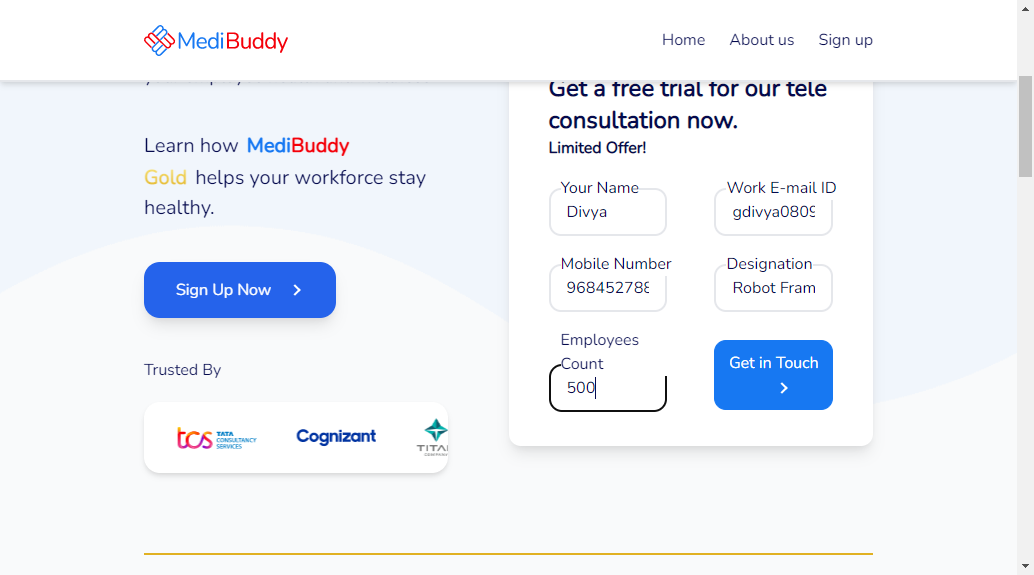 MediBuddy
Home
About us
Sign up
Learn how MediBuddy
Gold helps your workforce stay
healthy.
Sign Up Now
Trusted By
tcs TATA
CONSULTANCY
SERVICES
Cognizant
TITA
COMPANY
Get a free trial for our tele
consultation now.
Limited Offer!
Your Name
Divya
Work E-mail ID
gdivya0809
Mobile Number
968452788
Designation
Robot Fram
Employees
Count
500
Get in Touch